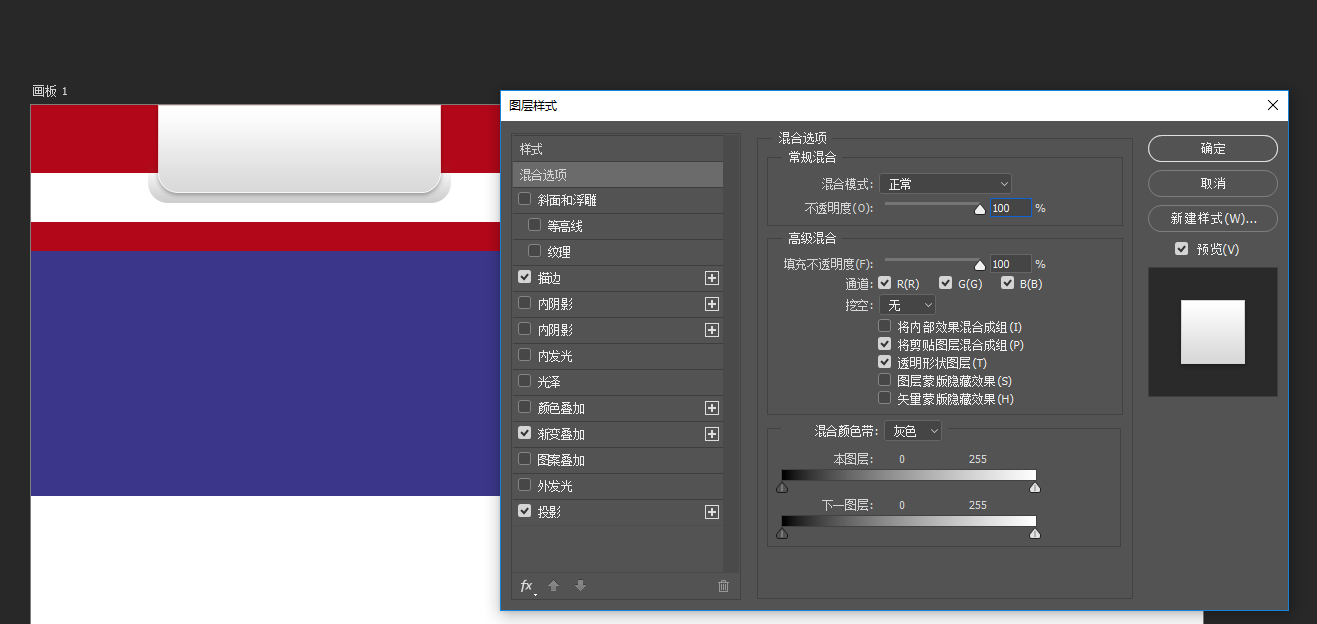 画板 1
图层样式
样式
混合选项
斜面和浮雕
等高线
纹理
描边
内阴影
内阴影
内发光
光泽
颜色叠加
渐变叠加
图案叠加
外发光
投影
fx
混合选项
常规混合
混合模式: 正常
不透明度(O): 100 %
高级混合
填充不透明度(F): 100 %
通道: R(R) G(G) B(B)
挖空: 无
将内部效果混合成组(I)
将剪贴图层混合成组(P)
透明形状图层(T)
图层蒙版隐藏效果(S)
矢量蒙版隐藏效果(H)
混合颜色带: 灰色
本图层: 0 255
下一图层: 0 255
确定
取消
新建样式(W)...
预览(V)